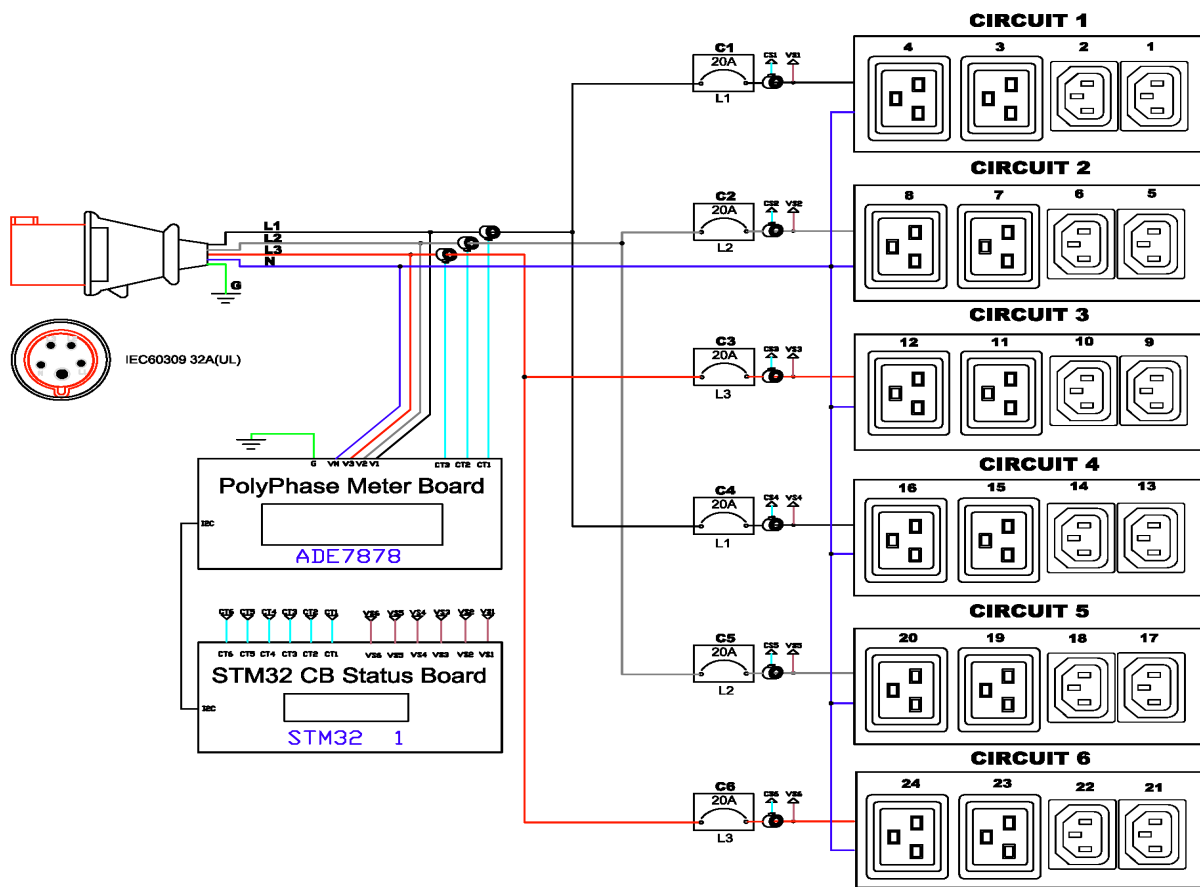 CIRCUIT 1
4 3 2 1
C1
20A
L1
CS1 VS1
CIRCUIT 2
8 7 6 5
C2
20A
L2
CS2 VS2
L1
L2
L3
N
G
CIRCUIT 3
12 11 10 9
C3
20A
L3
CS3 VS3
IEC60309 32A(UL)
G VN V3 V2 V1 CT3 CT2 CT1
PolyPhase Meter Board
I2C
ADE7878
CIRCUIT 4
16 15 14 13
C4
20A
L1
CS4 VS4
CT6 CT5 CT4 CT3 CT2 CT1 VS6 VS5 VS4 VS3 VS2 VS1
CT6 CT5 CT4 CT3 CT2 CT1 VS6 VS5 VS4 VS3 VS2 VS1
STM32 CB Status Board
I2C
STM32 1
CIRCUIT 5
20 19 18 17
C5
20A
L2
CS5 VS5
CIRCUIT 6
24 23 22 21
C6
20A
L3
CS6 VS6